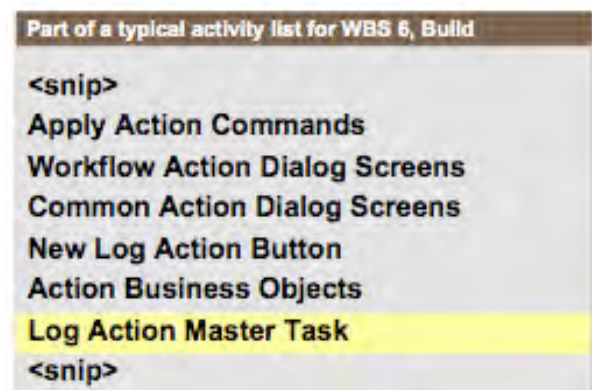 Part of a typical activity list for WBS 6, Build
<snip>
Apply Action Commands
Workflow Action Dialog Screens
Common Action Dialog Screens
New Log Action Button
Action Business Objects
Log Action Master Task
<snip>